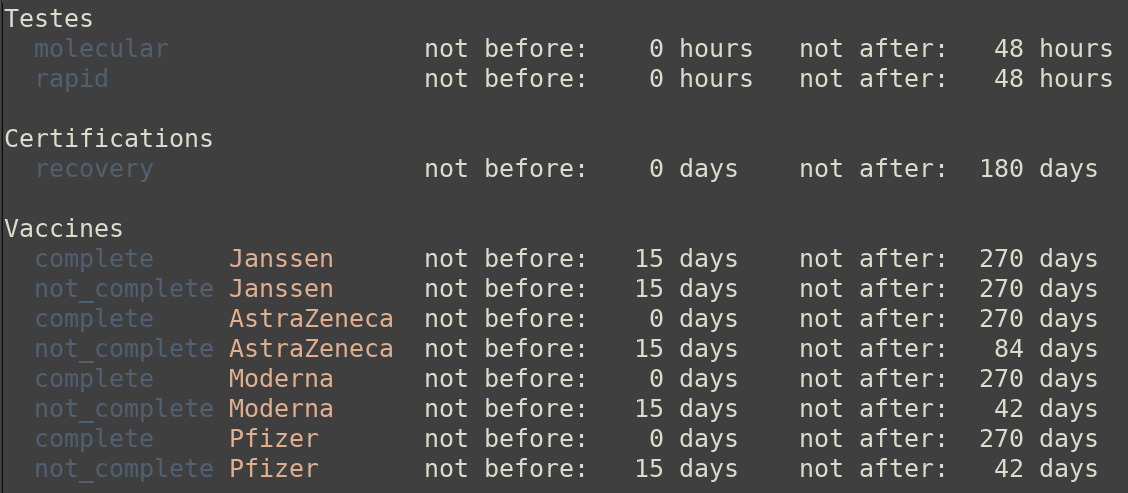 Testes
molecular not before: 0 hours not after: 48 hours
rapid not before: 0 hours not after: 48 hours
Certifications
recovery not before: 0 days not after: 180 days
Vaccines
complete Janssen not before: 15 days not after: 270 days
not_complete Janssen not before: 15 days not after: 270 days
complete AstraZeneca not before: 0 days not after: 270 days
not_complete AstraZeneca not before: 15 days not after: 84 days
complete Moderna not before: 0 days not after: 270 days
not_complete Moderna not before: 15 days not after: 42 days
complete Pfizer not before: 0 days not after: 270 days
not_complete Pfizer not before: 15 days not after: 42 days